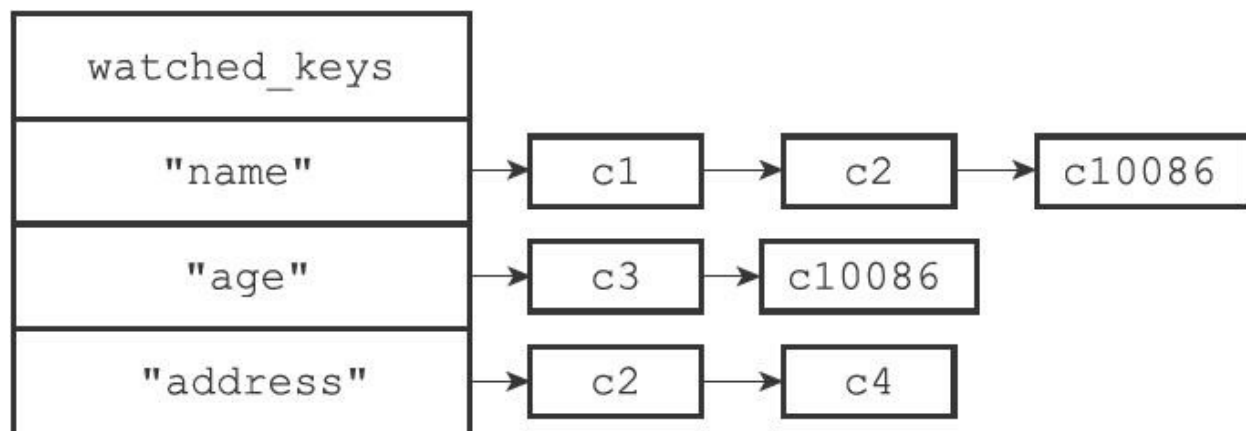 watched_keys
"name" c1 c2 c10086
"age" c3 c10086
"address" c2 c4